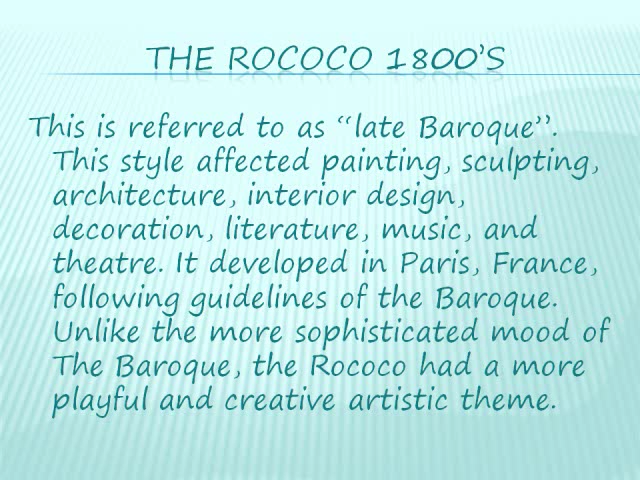 THE ROCOCO 1800'S
This is referred to as “late Baroque”.
This style affected painting, sculpting,
architecture, interior design,
decoration, literature, music, and
theatre. It developed in Paris, France,
following guidelines of the Baroque.
Unlike the more sophisticated mood of
The Baroque, the Rococo had a more
playful and creative artistic theme.